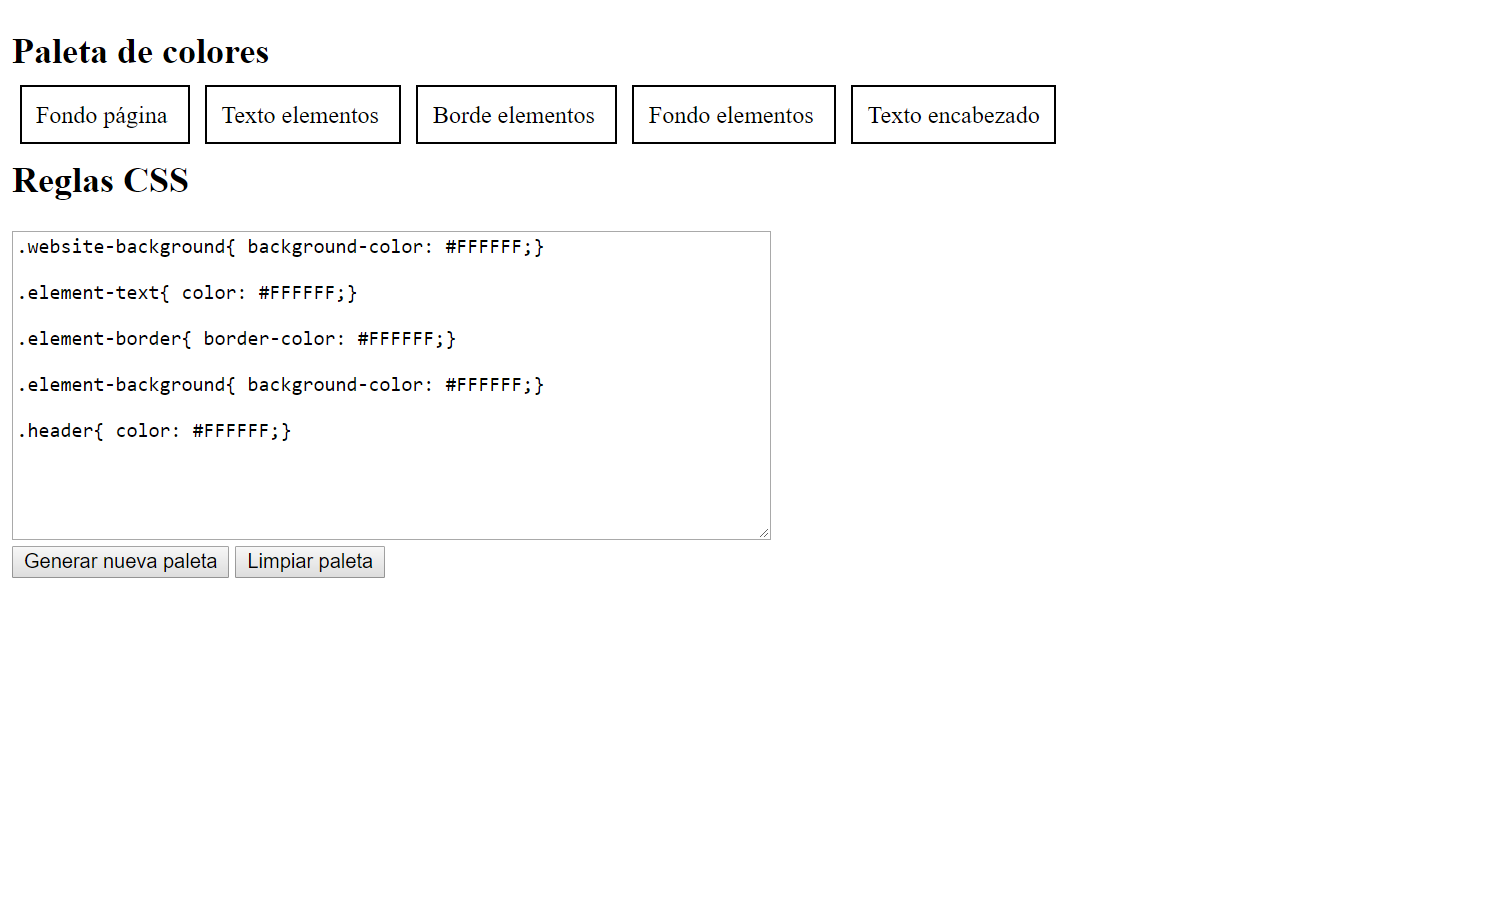 Paleta de colores
Fondo página Texto elementos Borde elementos Fondo elementos Texto encabezado
Reglas CSS
.website-background{ background-color: #FFFFFF;}
.element-text{ color: #FFFFFF;}
.element-border{ border-color: #FFFFFF;}
.element-background{ background-color: #FFFFFF;}
.header{ color: #FFFFFF;}
Generar nueva paleta Limpiar paleta